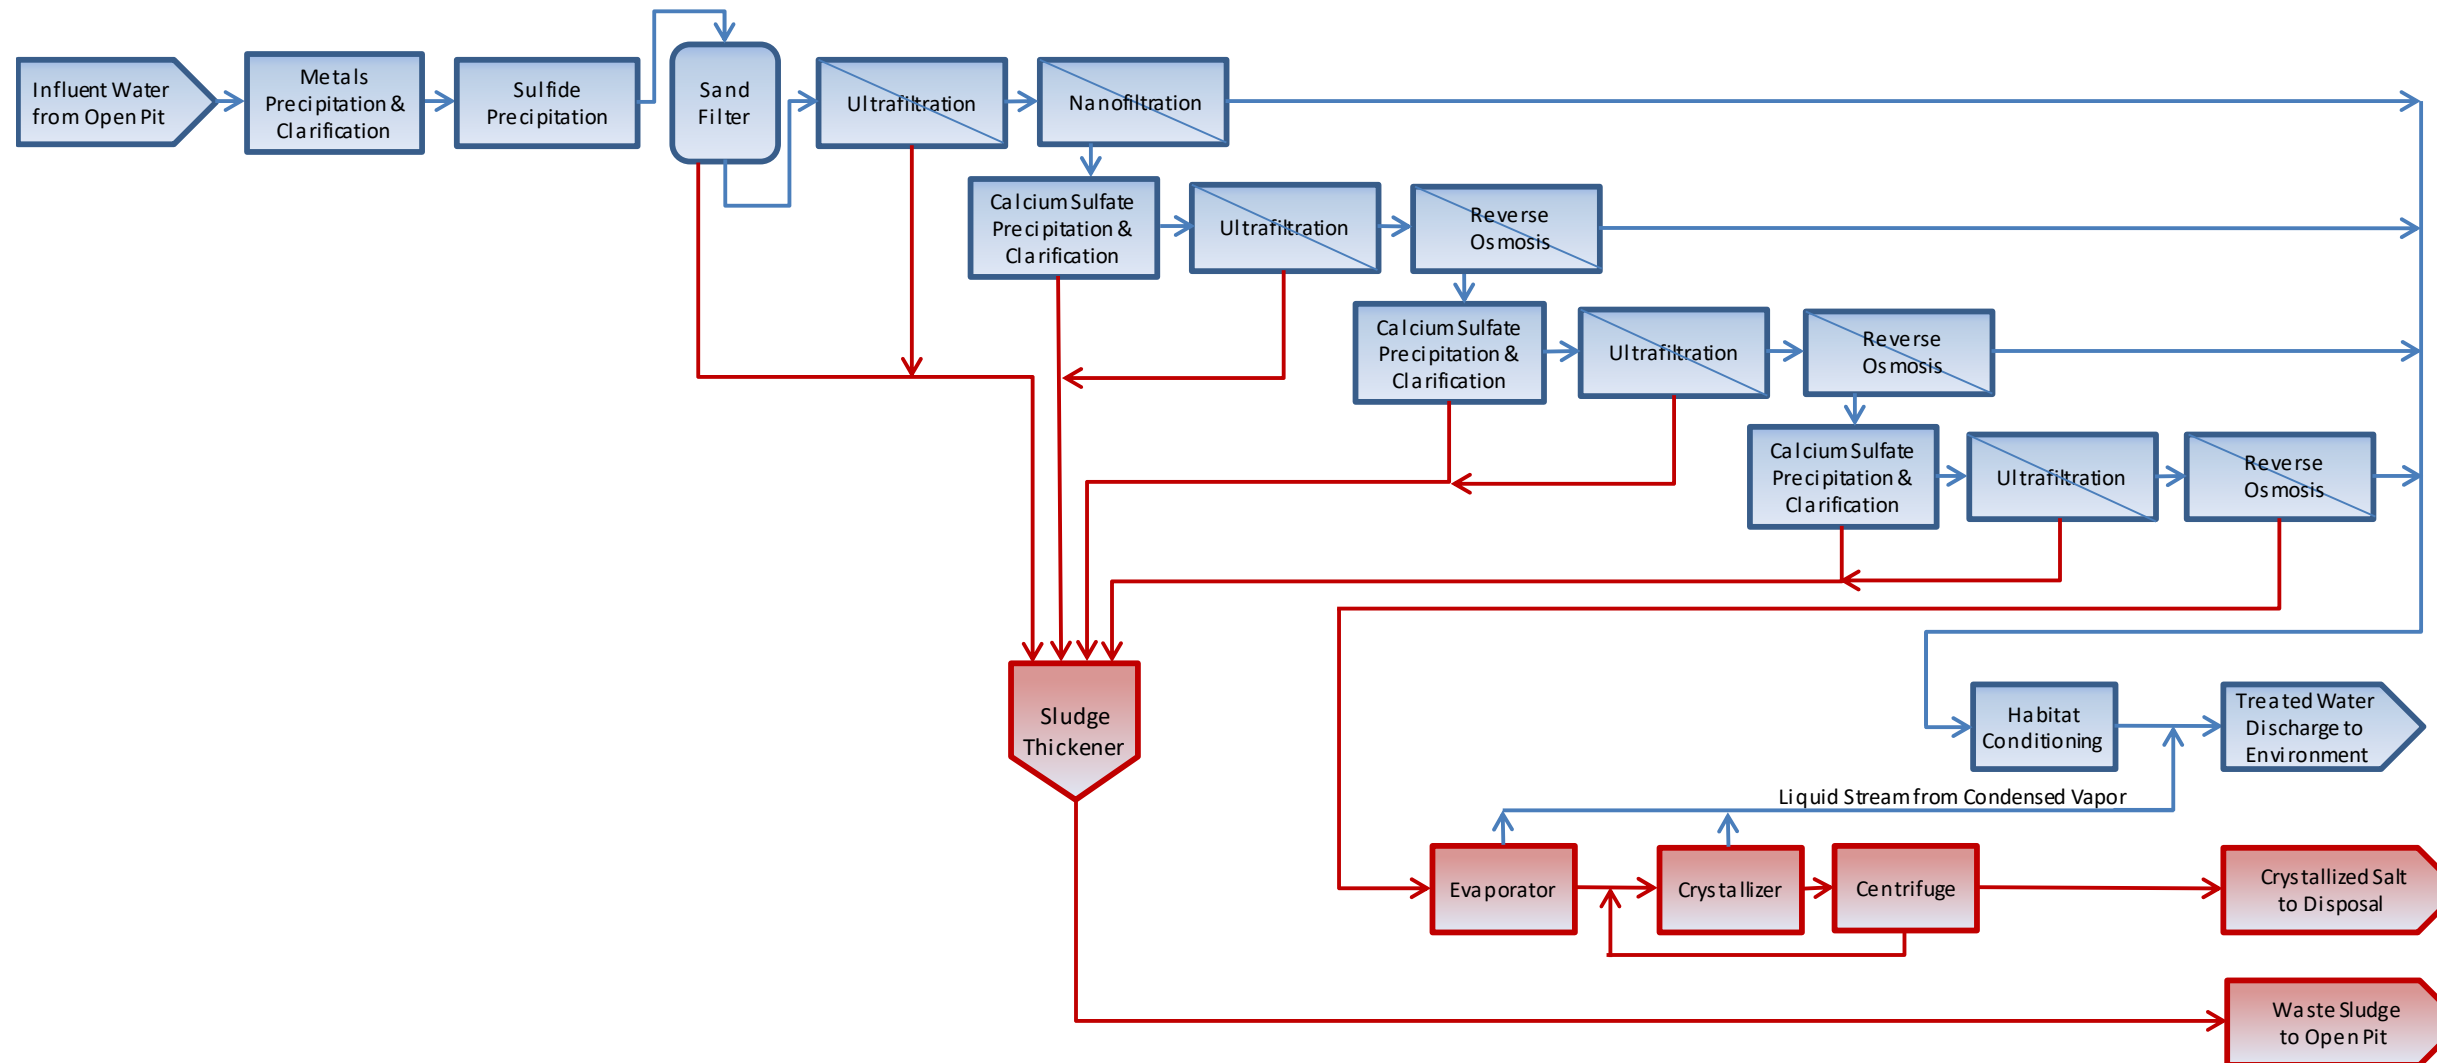 Influent Water
from Open Pit
Metals
Precipitation &
Clarification
Sulfide
Precipitation
Sand
Filter
Ultrafiltration
Nanofiltration
Calcium Sulfate
Precipitation &
Clarification
Ultrafiltration
Reverse
Osmosis
Calcium Sulfate
Precipitation &
Clarification
Ultrafiltration
Reverse
Osmosis
Calcium Sulfate
Precipitation &
Clarification
Ultrafiltration
Reverse
Osmosis
Sludge
Thickener
Habitat
Conditioning
Treated Water
Discharge to
Environment
Liquid Stream from Condensed Vapor
Evaporator
Crystallizer
Centrifuge
Crystallized Salt
to Disposal
Waste Sludge
to Open Pit